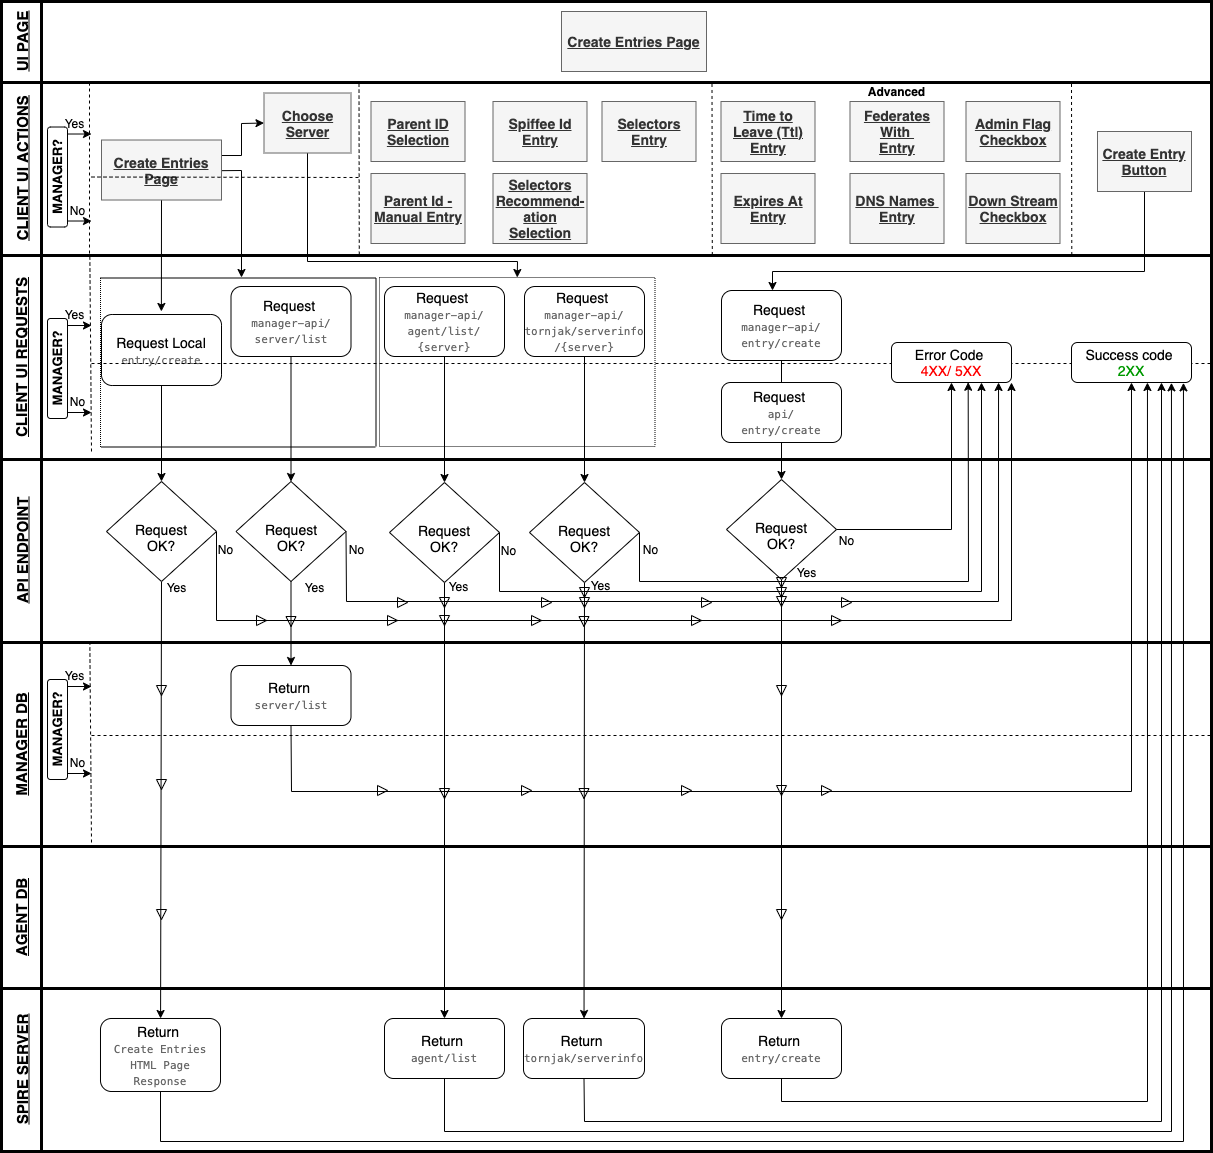 UI PAGE
Create Entries Page
CLIENT UI ACTIONS
MANAGER?
Yes
No
Create Entries
Page
Choose
Server
Parent ID
Selection
Spiffee Id
Entry
Selectors
Entry
Parent Id -
Manual Entry
Selectors
Recommend-
ation
Selection
Advanced
Time to
Leave (Ttl)
Entry
Federates
With
Entry
Admin Flag
Checkbox
Expires At
Entry
DNS Names
Entry
Down Stream
Checkbox
Create Entry
Button
CLIENT UI REQUESTS
MANAGER?
Yes
No
Request Local
entry/create
Request
manager-api/
server/list
Request
manager-api/
agent/list/
{server}
Request
manager-api/
tornjak/serverinfo
/{server}
Request
manager-api/
entry/create
Request
api/
entry/create
Error Code
4XX/ 5XX
Success code
2XX
API ENDPOINT
Request
OK?
No
Yes
Request
OK?
No
Yes
Request
OK?
No
Yes
Request
OK?
No
Yes
Request
OK?
No
Yes
MANAGER DB
MANAGER?
Yes
No
Return
server/list
AGENT DB
SPIRE SERVER
Return
Create Entries
HTML Page
Response
Return
agent/list
Return
tornjak/serverinfo
Return
entry/create